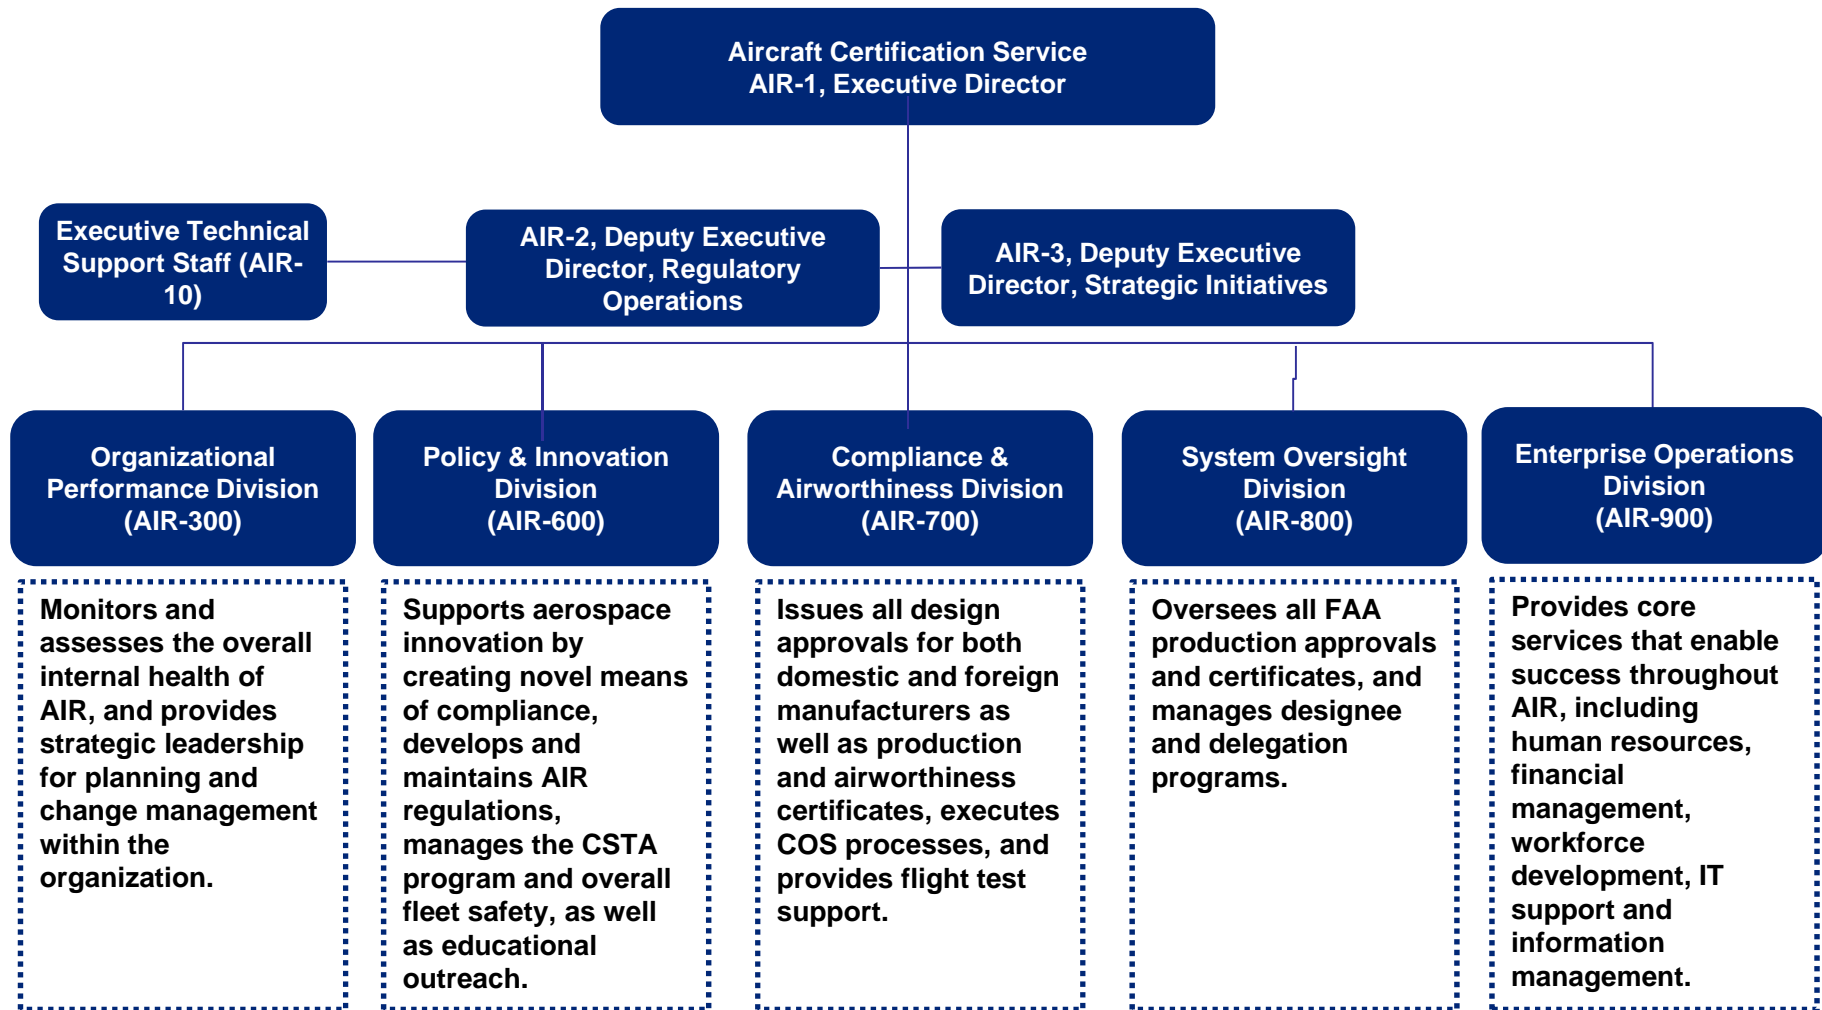 Aircraft Certification Service
AIR-1, Executive Director
Executive Technical
Support Staff (AIR-
10)
AIR-2, Deputy Executive
Director, Regulatory
Operations
AIR-3, Deputy Executive
Director, Strategic Initiatives
Organizational
Performance Division
(AIR-300)
Policy & Innovation
Division
(AIR-600)
Compliance &
Airworthiness Division
(AIR-700)
System Oversight
Division
(AIR-800)
Enterprise Operations
Division
(AIR-900)
Monitors and
assesses the overall
internal health of
AIR, and provides
strategic leadership
for planning and
change management
within the
organization.
Supports aerospace
innovation by
creating novel means
of compliance,
develops and
maintains AIR
regulations,
manages the CSTA
program and overall
fleet safety, as well
as educational
outreach.
Issues all design
approvals for both
domestic and foreign
manufacturers as
well as production
and airworthiness
certificates, executes
COS processes, and
provides flight test
support.
Oversees all FAA
production approvals
and certificates, and
manages designee
and delegation
programs.
Provides core
services that enable
success throughout
AIR, including
human resources,
financial
management,
workforce
development, IT
support and
information
management.